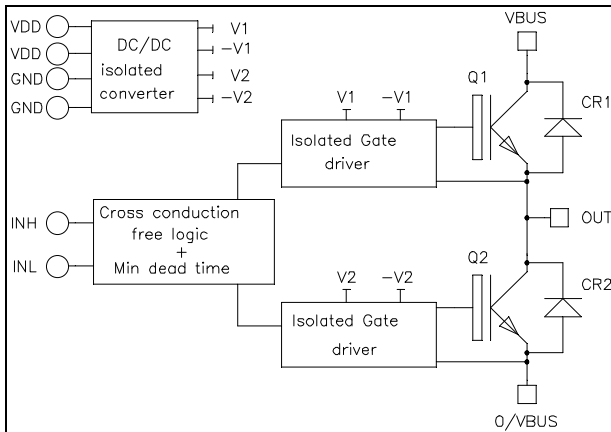 VDD
VDD
GND
GND
DC/DC
isolated
converter
V1
-V1
V2
-V2
VBUS
Q1
CR1
V1
-V1
Isolated Gate
driver
INH
INL
Cross conduction
free logic
+
Min dead time
OUT
Q2
CR2
V2
-V2
Isolated Gate
driver
0/VBUS